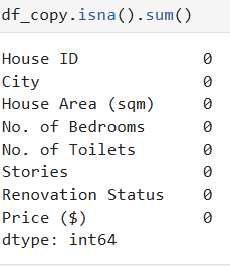 df_copy.isna().sum()
House ID 0
City 0
House Area (sqm) 0
No. of Bedrooms 0
No. of Toilets 0
Stories 0
Renovation Status 0
Price ($) 0
dtype: int64